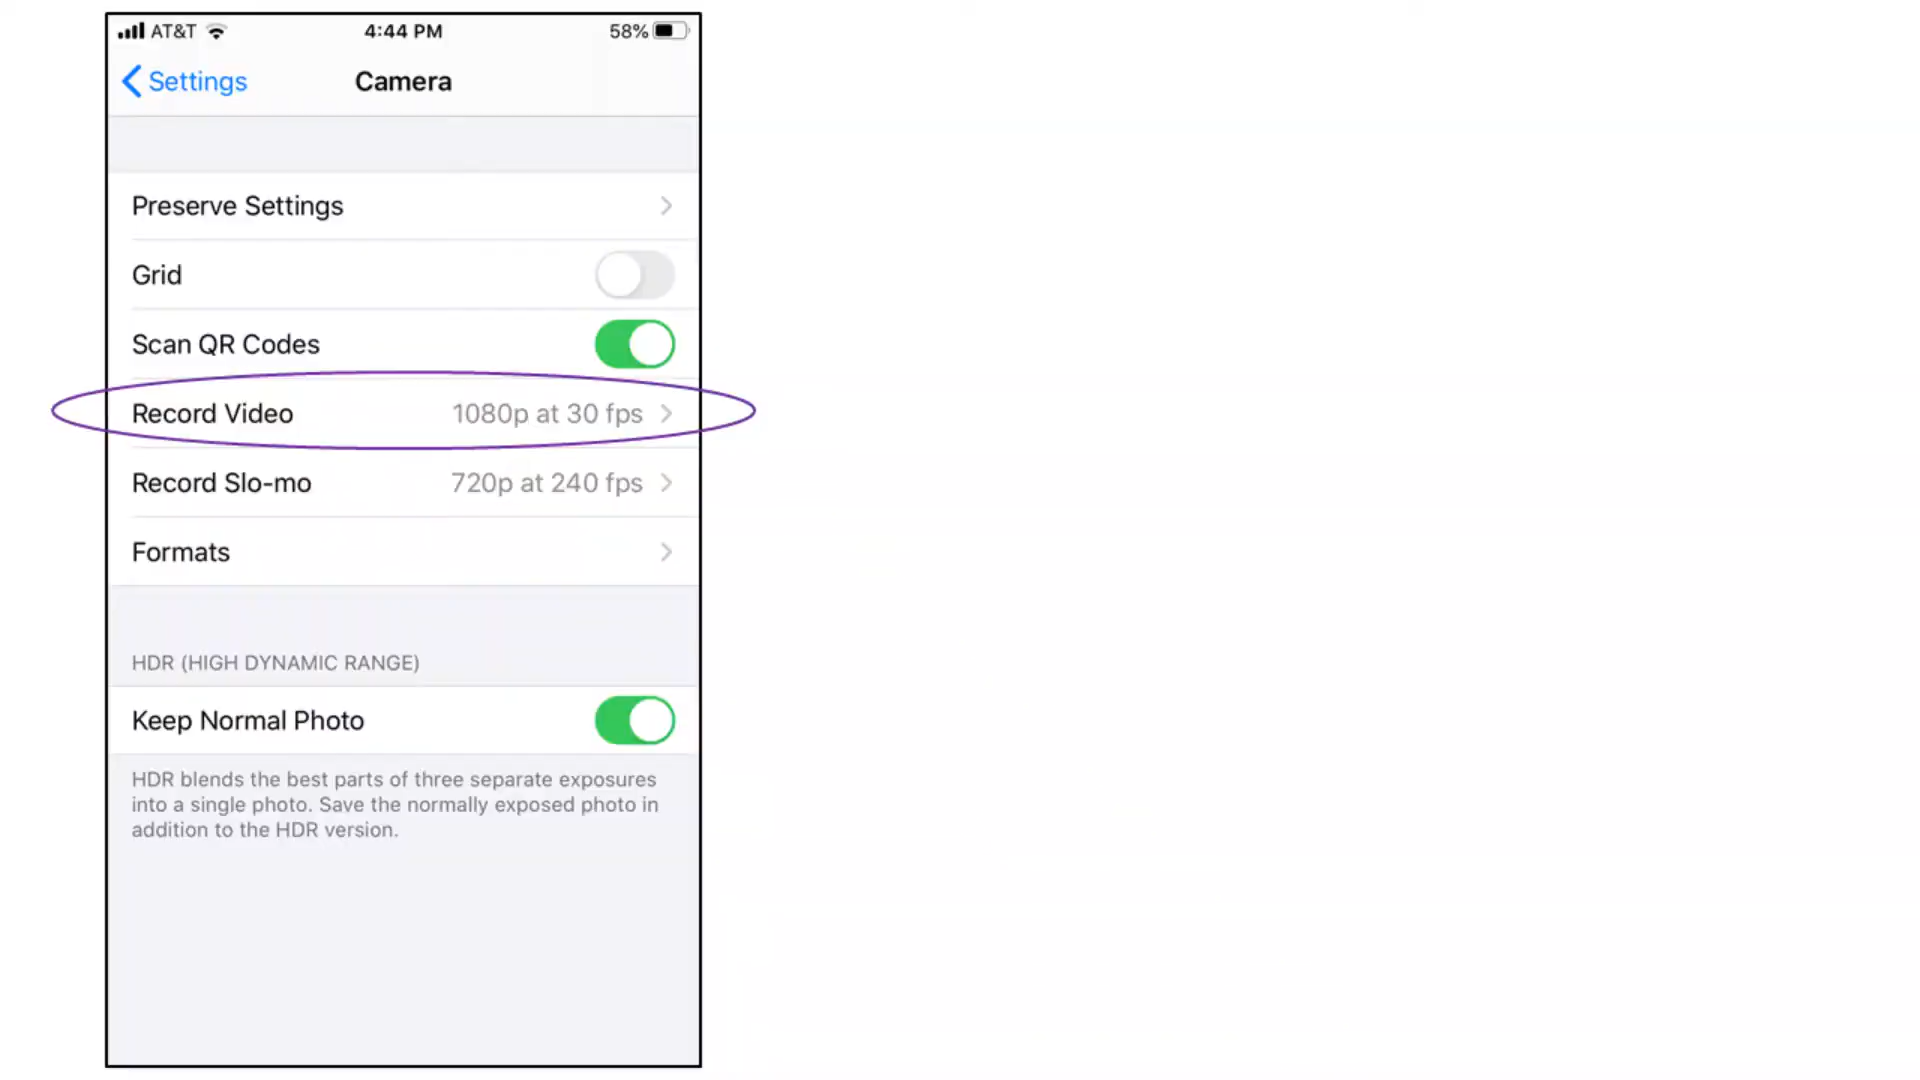 AT&T 4:44 PM 58%
Settings Camera
Preserve Settings
Grid
Scan QR Codes
Record Video 1080p at 30 fps
Record Slo-mo 720p at 240 fps
Formats
HDR (HIGH DYNAMIC RANGE)
Keep Normal Photo
HDR blends the best parts of three separate exposures
into a single photo. Save the normally exposed photo in
addition to the HDR version.